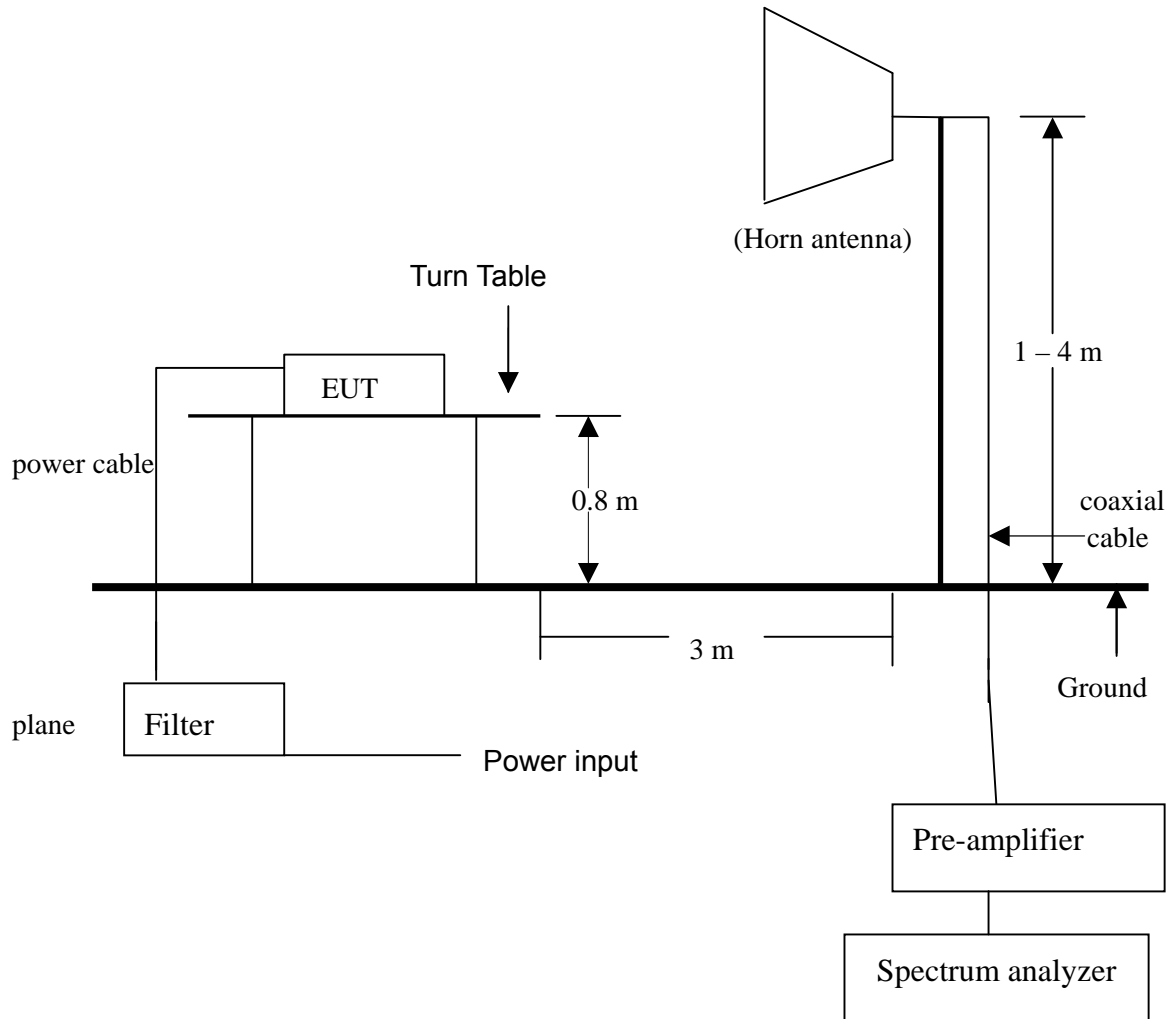 (Horn antenna)
Turn Table
1 – 4 m
EUT
power cable
0.8 m
coaxial
cable
3 m
Ground
plane
Filter
Power input
Pre-amplifier
Spectrum analyzer